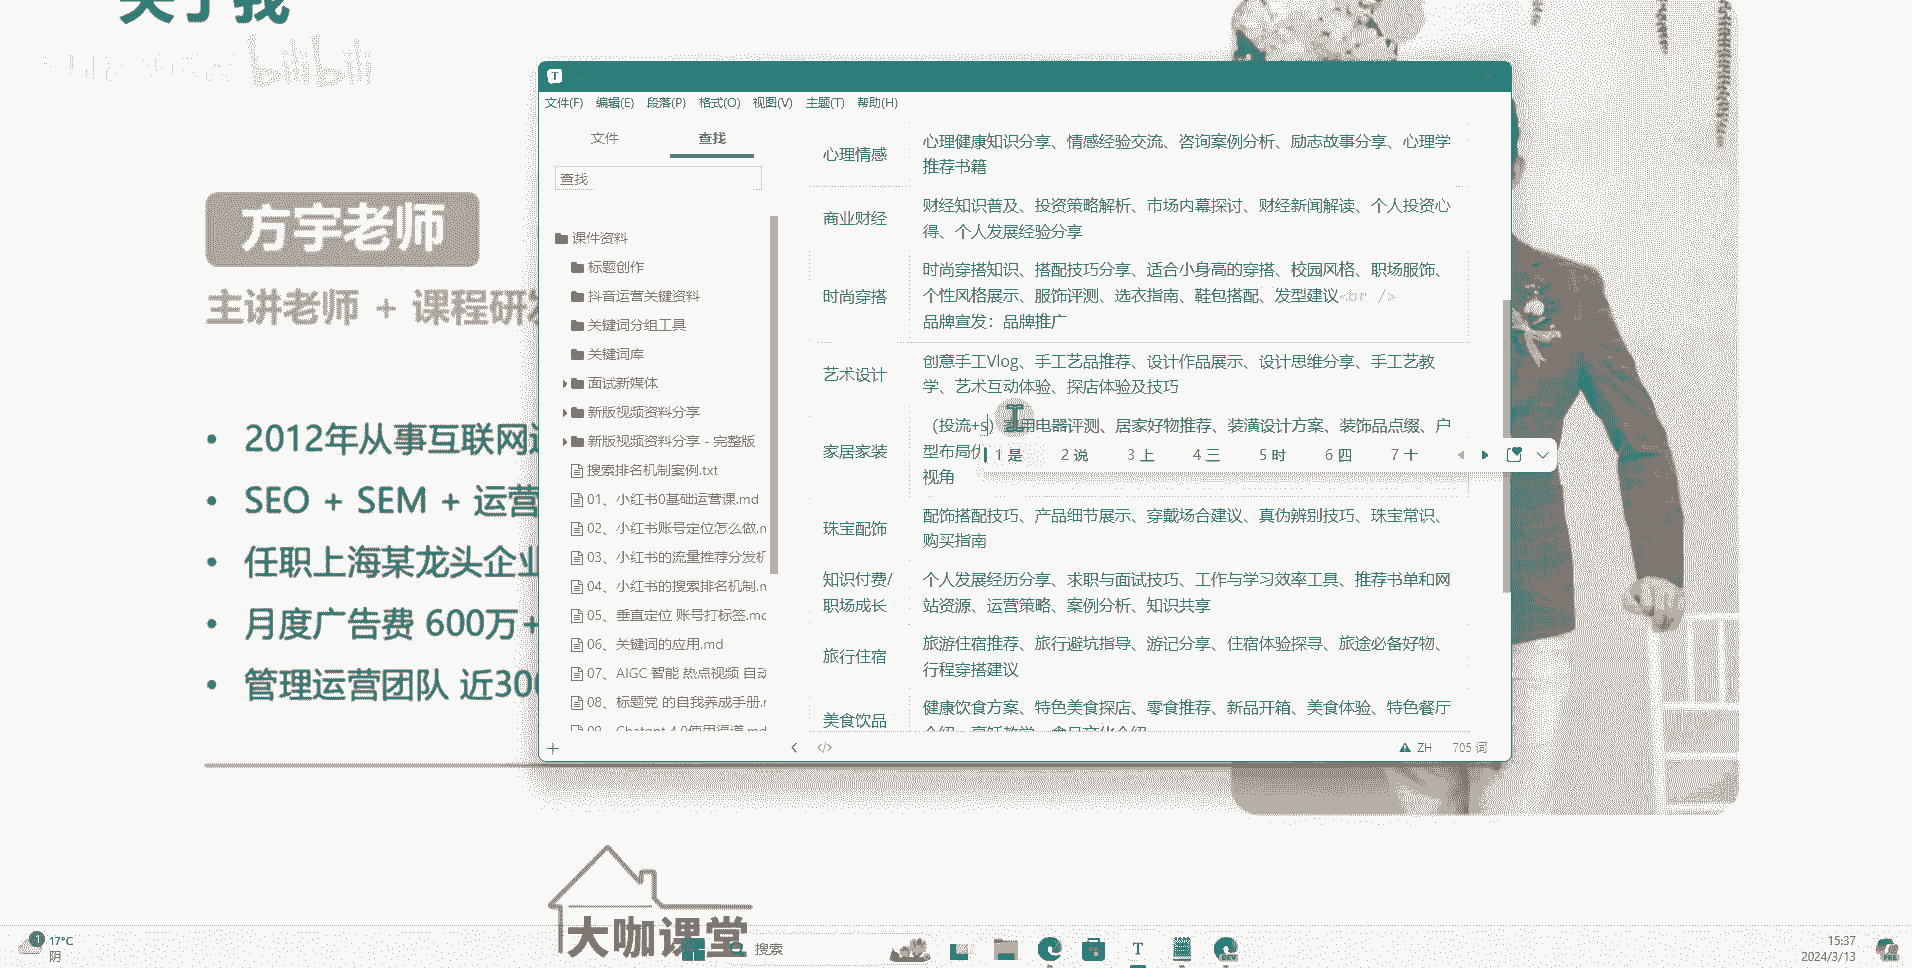 关于我
bilibili
方宇老师
主讲老师 + 课程研发
2012年从事互联网
SEO + SEM + 运营
任职上海某龙头企业
月度广告费 600万+
管理运营团队 近300
大咖课堂
文件(F) 编辑(E) 段落(P) 格式(O) 视图(V) 主题(T) 帮助(H)
文件 查找
查找
课件资料
标题创作
抖音运营关键资料
关键词分组工具
关键词库
面试新媒体
新版视频资料分享
新版视频资料分享 - 完整版
搜索排名机制案例.txt
01、小红书0基础运营课.md
02、小红书账号定位怎么做.m
03、小红书的流量推荐分发机
04、小红书的搜索排名机制.m
05、垂直定位 账号打标签.mc
06、关键词的应用.md
07、AIGC 智能 热点视频 自动
08、标题党 的自我养成手册.r
09、Chatgpt 4.0使用渠道.md
心理情感
心理健康知识分享、情感经验交流、咨询案例分析、励志故事分享、心理学
推荐书籍
商业财经
财经知识普及、投资策略解析、市场内幕探讨、财经新闻解读、个人投资心
得、个人发展经验分享
时尚穿搭
时尚穿搭知识、搭配技巧分享、适合小身高的穿搭、校园风格、职场服饰、
个性风格展示、服饰评测、选衣指南、鞋包搭配、发型建议<br />
品牌宣发：品牌推广
艺术设计
创意手工Vlog、手工艺品推荐、设计作品展示、设计思维分享、手工艺教
学、艺术互动体验、探店体验及技巧
家居家装
（投流+s）家用电器评测、居家好物推荐、装潢设计方案、装饰品点缀、户
型布局优
视角
1 是 2 说 3 上 4 三 5 时 6 四 7 十
珠宝配饰
配饰搭配技巧、产品细节展示、穿戴场合建议、真伪辨别技巧、珠宝常识、
购买指南
知识付费/
职场成长
个人发展经历分享、求职与面试技巧、工作与学习效率工具、推荐书单和网
站资源、运营策略、案例分析、知识共享
旅行住宿
旅游住宿推荐、旅行避坑指导、游记分享、住宿体验探寻、旅途必备好物、
行程穿搭建议
美食饮品
健康饮食方案、特色美食探店、零食推荐、新品开箱、美食体验、特色餐厅
介绍、烹饪教学、食品文化介绍
ZH 705 词
17°C
阴
搜索
15:37
2024/3/13